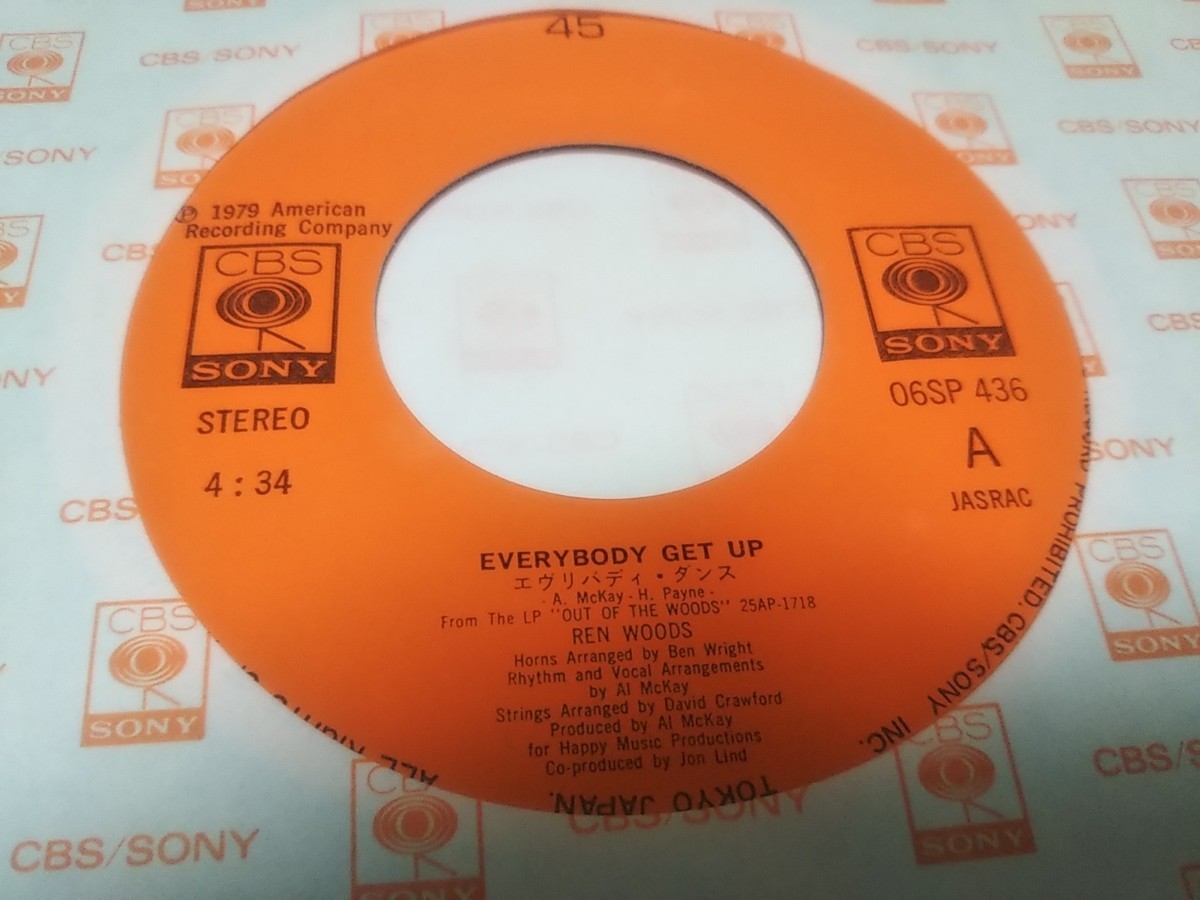 45
℗ 1979 American
Recording Company
CBS
SONY
STEREO
4:34
CBS
SONY
06SP 436
A
JASRAC
EVERYBODY GET UP
エヴリバディ・ダンス
- A. McKay - H. Payne -
From The LP "OUT OF THE WOODS" 25AP-1718
REN WOODS
Horns Arranged by Ben Wright
Rhythm and Vocal Arrangements
by Al McKay
Strings Arranged by David Crawford
Produced by Al McKay
for Happy Music Productions
Co-produced by Jon Lind
ALL
PROHIBITED. CBS/SONY INC.
TOKYO JAPAN.
CBS/SONY
CBS/SONY
CBS/SONY
CBS
SONY
CBS
SONY
CBS/SONY